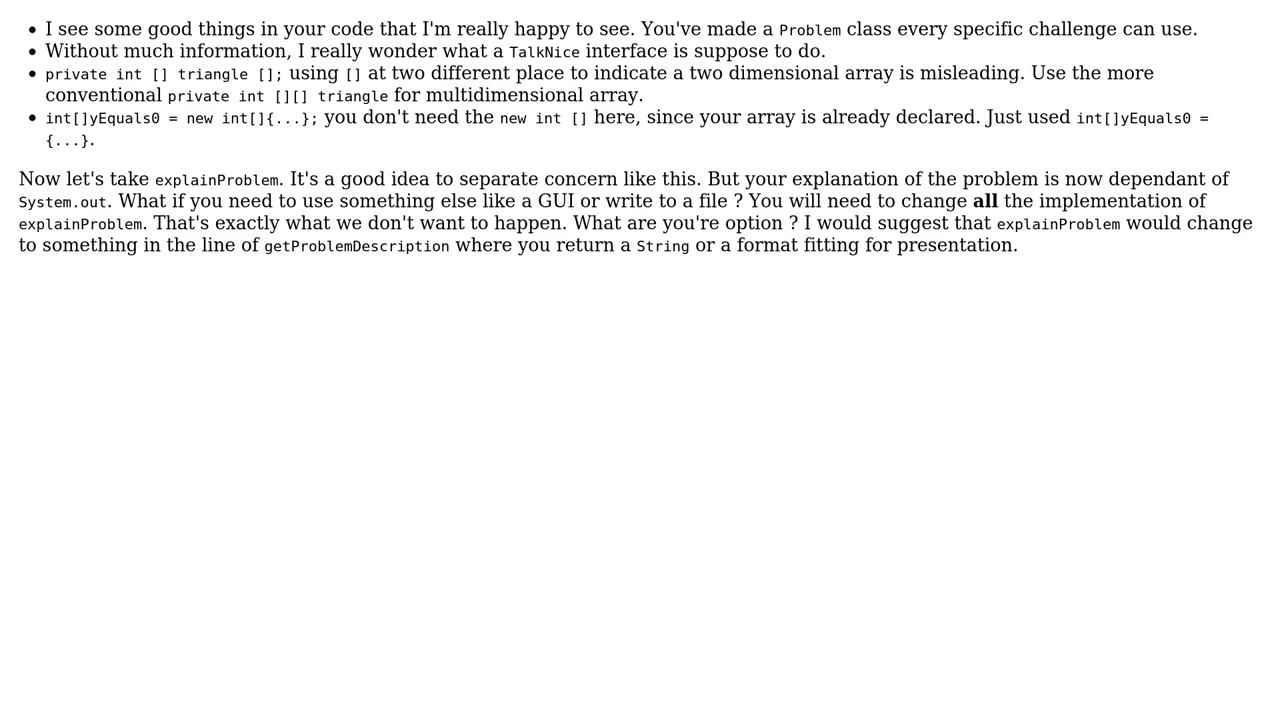 I see some good things in your code that I'm really happy to see. You've made a Problem class every specific challenge can use.
Without much information, I really wonder what a TalkNice interface is suppose to do.
private int [] triangle []; using [] at two different place to indicate a two dimensional array is misleading. Use the more
conventional private int [][] triangle for multidimensional array.
int[]yEquals0 = new int[]{...}; you don't need the new int [] here, since your array is already declared. Just used int[]yEquals0 =
{...}.
Now let's take explainProblem. It's a good idea to separate concern like this. But your explanation of the problem is now dependant of
System.out. What if you need to use something else like a GUI or write to a file ? You will need to change all the implementation of
explainProblem. That's exactly what we don't want to happen. What are you're option ? I would suggest that explainProblem would change
to something in the line of getProblemDescription where you return a String or a format fitting for presentation.